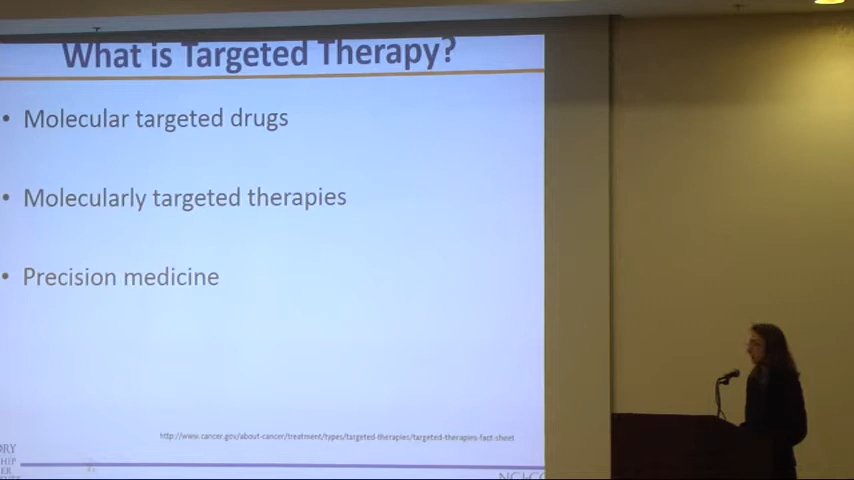 What is Targeted Therapy?
• Molecular targeted drugs
• Molecularly targeted therapies
• Precision medicine
http://www.cancer.gov/about-cancer/treatment/types/targeted-therapies/targeted-therapies-fact-sheet